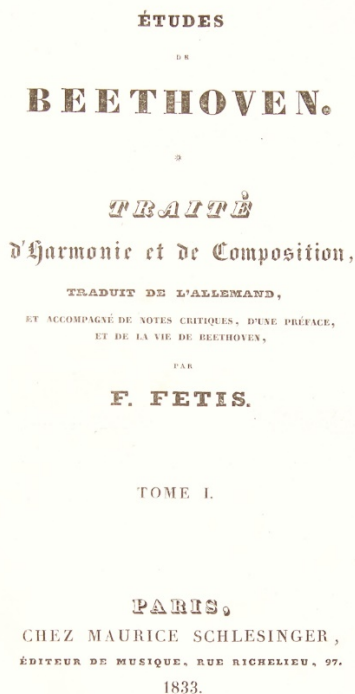 ÉTUDES
DE
BEETHOVEN.
TRAITÉ
d'Harmonie et de Composition,
TRADUIT DE L'ALLEMAND,
ET ACCOMPAGNÉ DE NOTES CRITIQUES, D'UNE PRÉFACE,
ET DE LA VIE DE BEETHOVEN,
PAR
F. FETIS.
TOME I.
PARIS,
CHEZ MAURICE SCHLESINGER,
ÉDITEUR DE MUSIQUE, RUE RICHELIEU, 97.
1833.